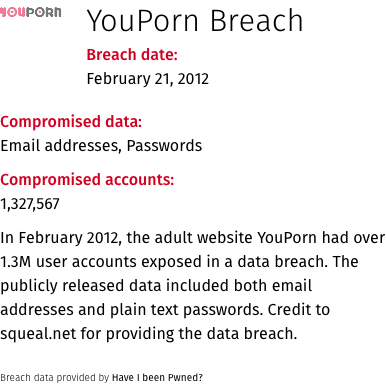 YOUPORN
YouPorn Breach
Breach date:
February 21, 2012
Compromised data:
Email addresses, Passwords
Compromised accounts:
1,327,567
In February 2012, the adult website YouPorn had over
1.3M user accounts exposed in a data breach. The
publicly released data included both email
addresses and plain text passwords. Credit to
squeal.net for providing the data breach.
Breach data provided by Have I been Pwned?